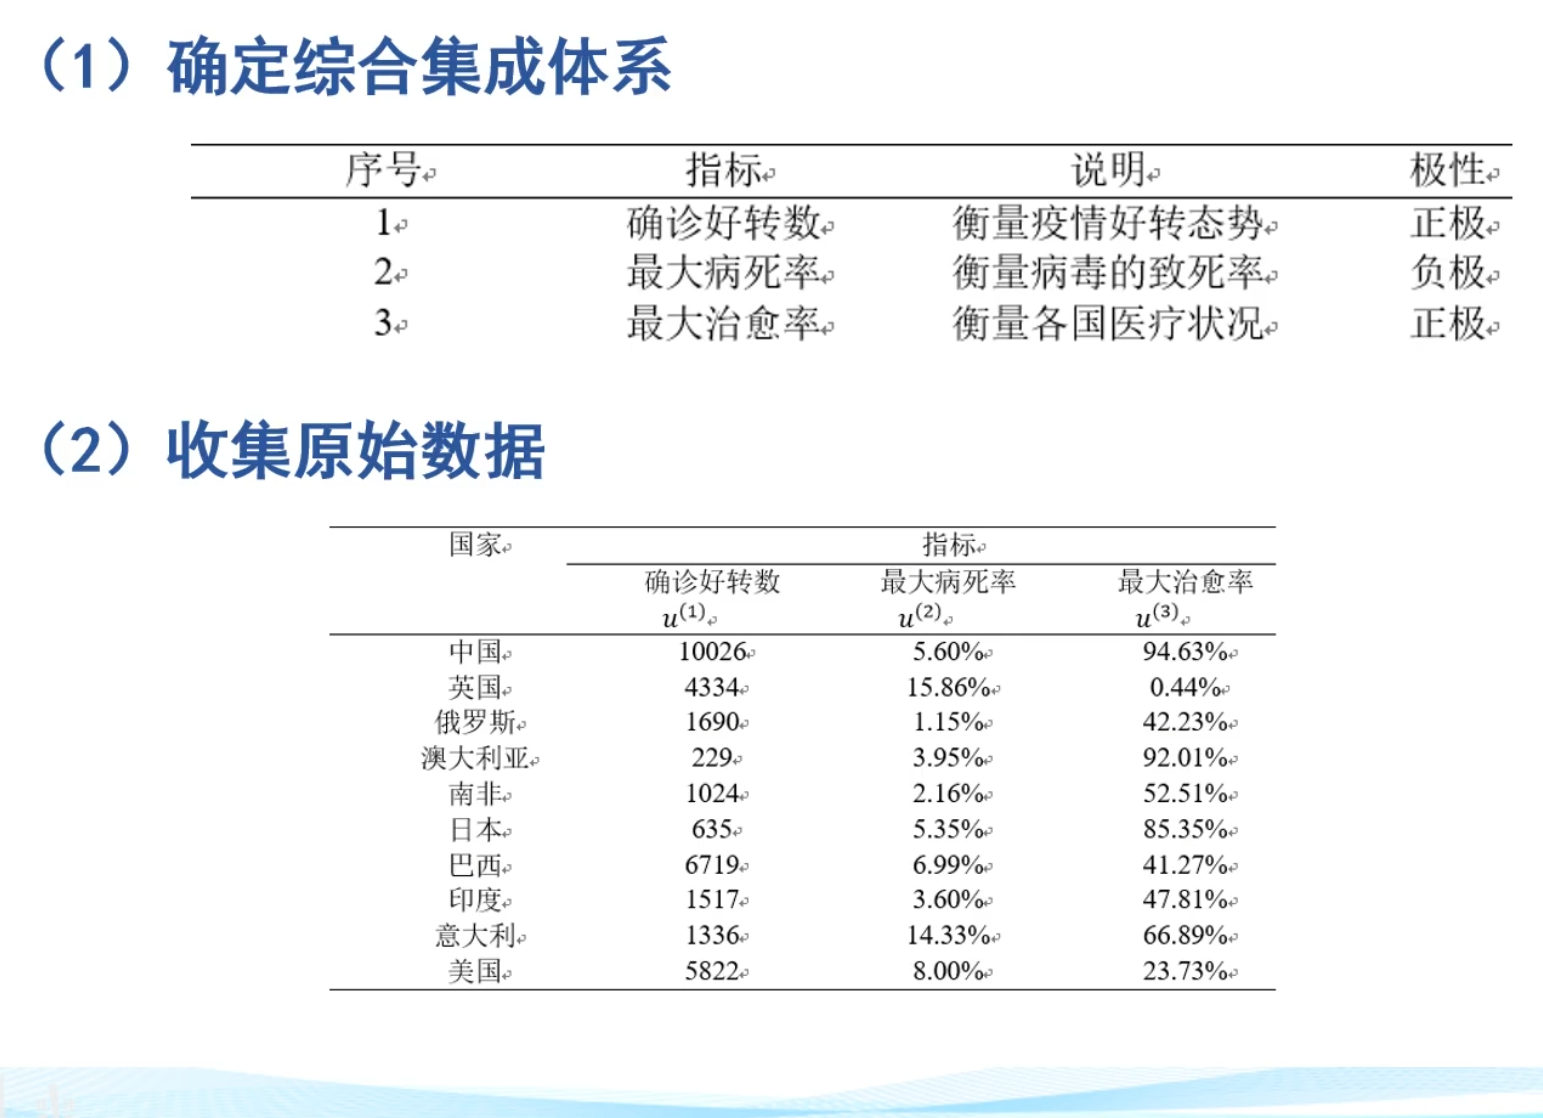 （1）确定综合集成体系
序号 指标 说明 极性
1 确诊好转数 衡量疫情好转态势 正极
2 最大病死率 衡量病毒的致死率 负极
3 最大治愈率 衡量各国医疗状况 正极
（2）收集原始数据
国家 指标
确诊好转数 最大病死率 最大治愈率
u⁽¹⁾ u⁽²⁾ u⁽³⁾
中国 10026 5.60% 94.63%
英国 4334 15.86% 0.44%
俄罗斯 1690 1.15% 42.23%
澳大利亚 229 3.95% 92.01%
南非 1024 2.16% 52.51%
日本 635 5.35% 85.35%
巴西 6719 6.99% 41.27%
印度 1517 3.60% 47.81%
意大利 1336 14.33% 66.89%
美国 5822 8.00% 23.73%